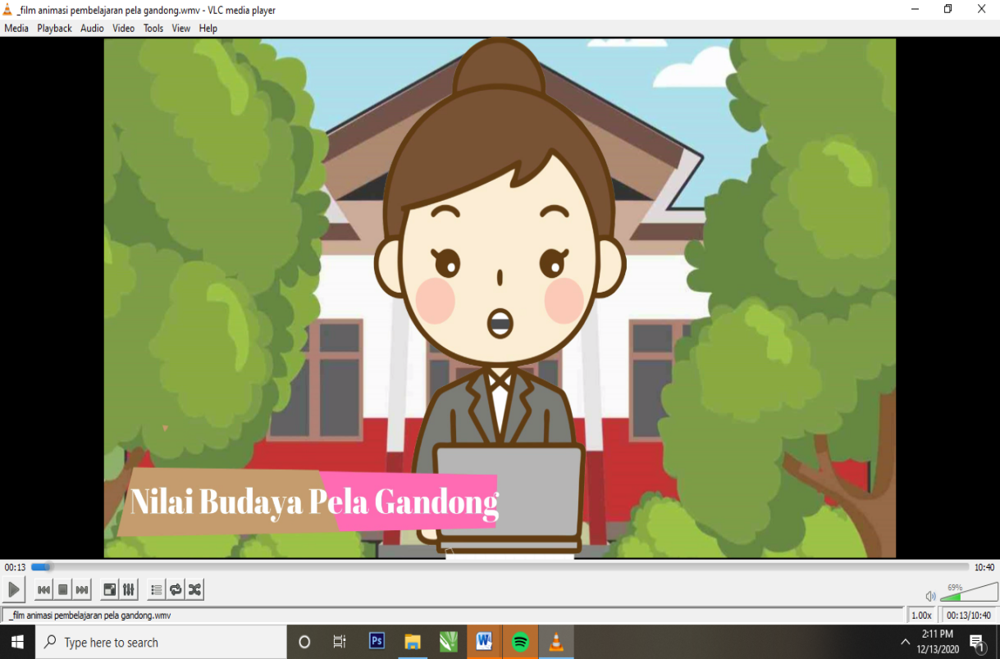 _film animasi pembelajaran pela gandong.wmv - VLC media player
Media Playback Audio Video Tools View Help
Nilai Budaya Pela Gandong
00:13 10:40
69%
_film animasi pembelajaran pela gandong.wmv 1.00x 00:13/10:40
Type here to search Ps W 2:11 PM
12/13/2020 1